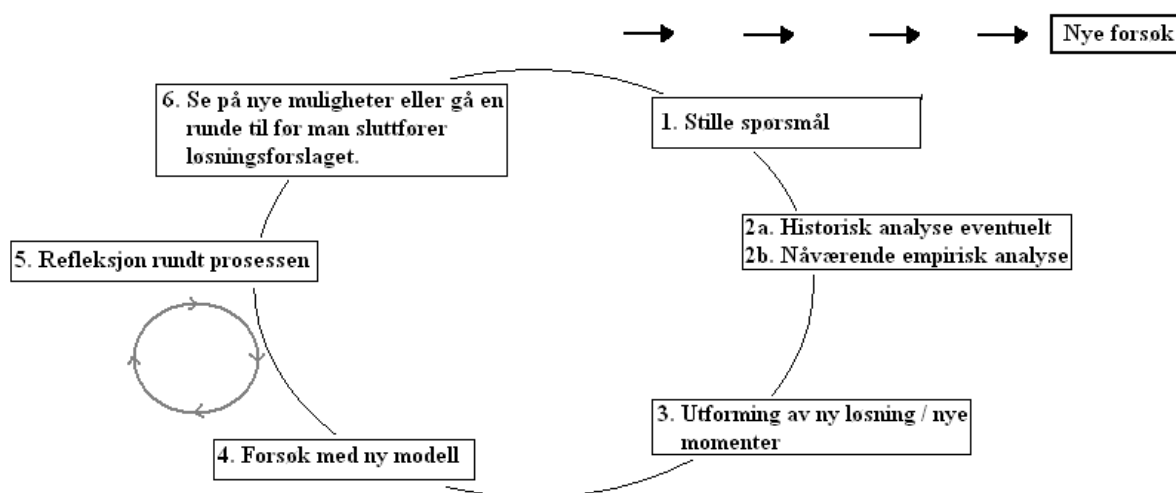 Nye forsøk
1. Stille spørsmål
2a. Historisk analyse eventuelt
2b. Nåværende empirisk analyse
3. Utforming av ny løsning / nye
momenter
4. Forsøk med ny modell
5. Refleksjon rundt prosessen
6. Se på nye muligheter eller gå en
runde til før man sluttfører
løsningsforslaget.